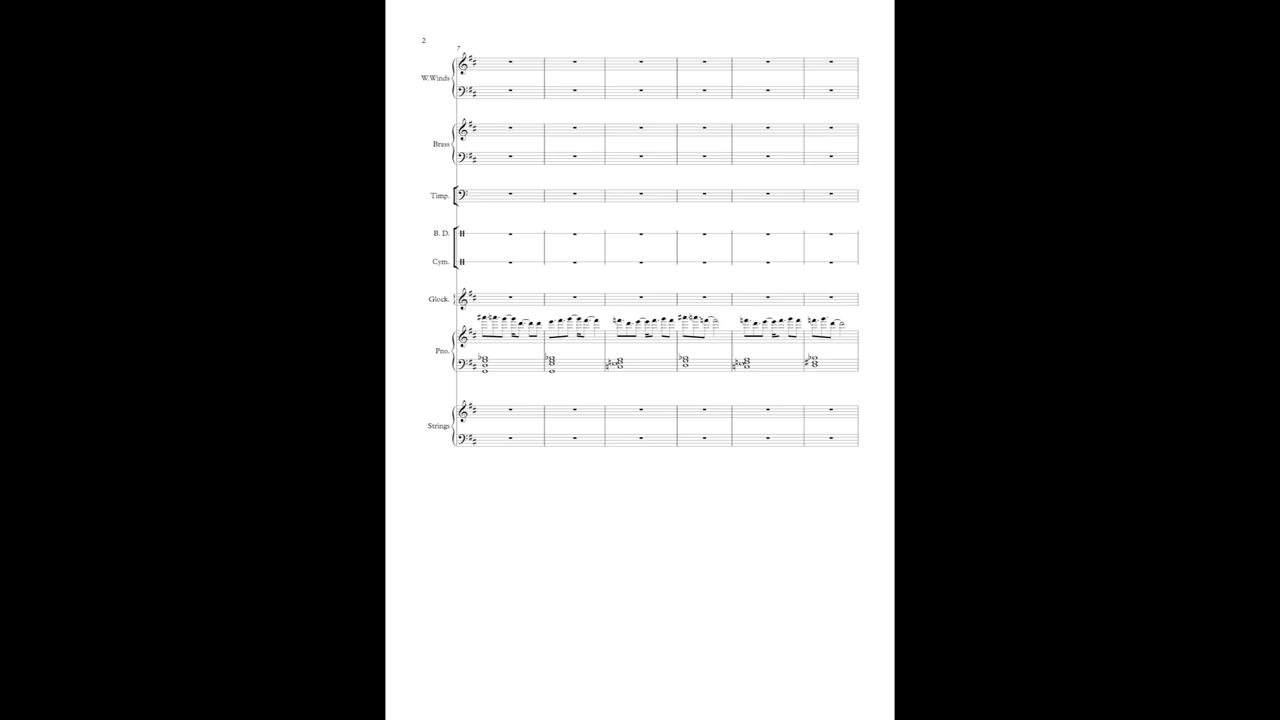 2
7
W.Winds
Brass
Timp.
B. D.
Cym.
Glock.
Pno.
Strings